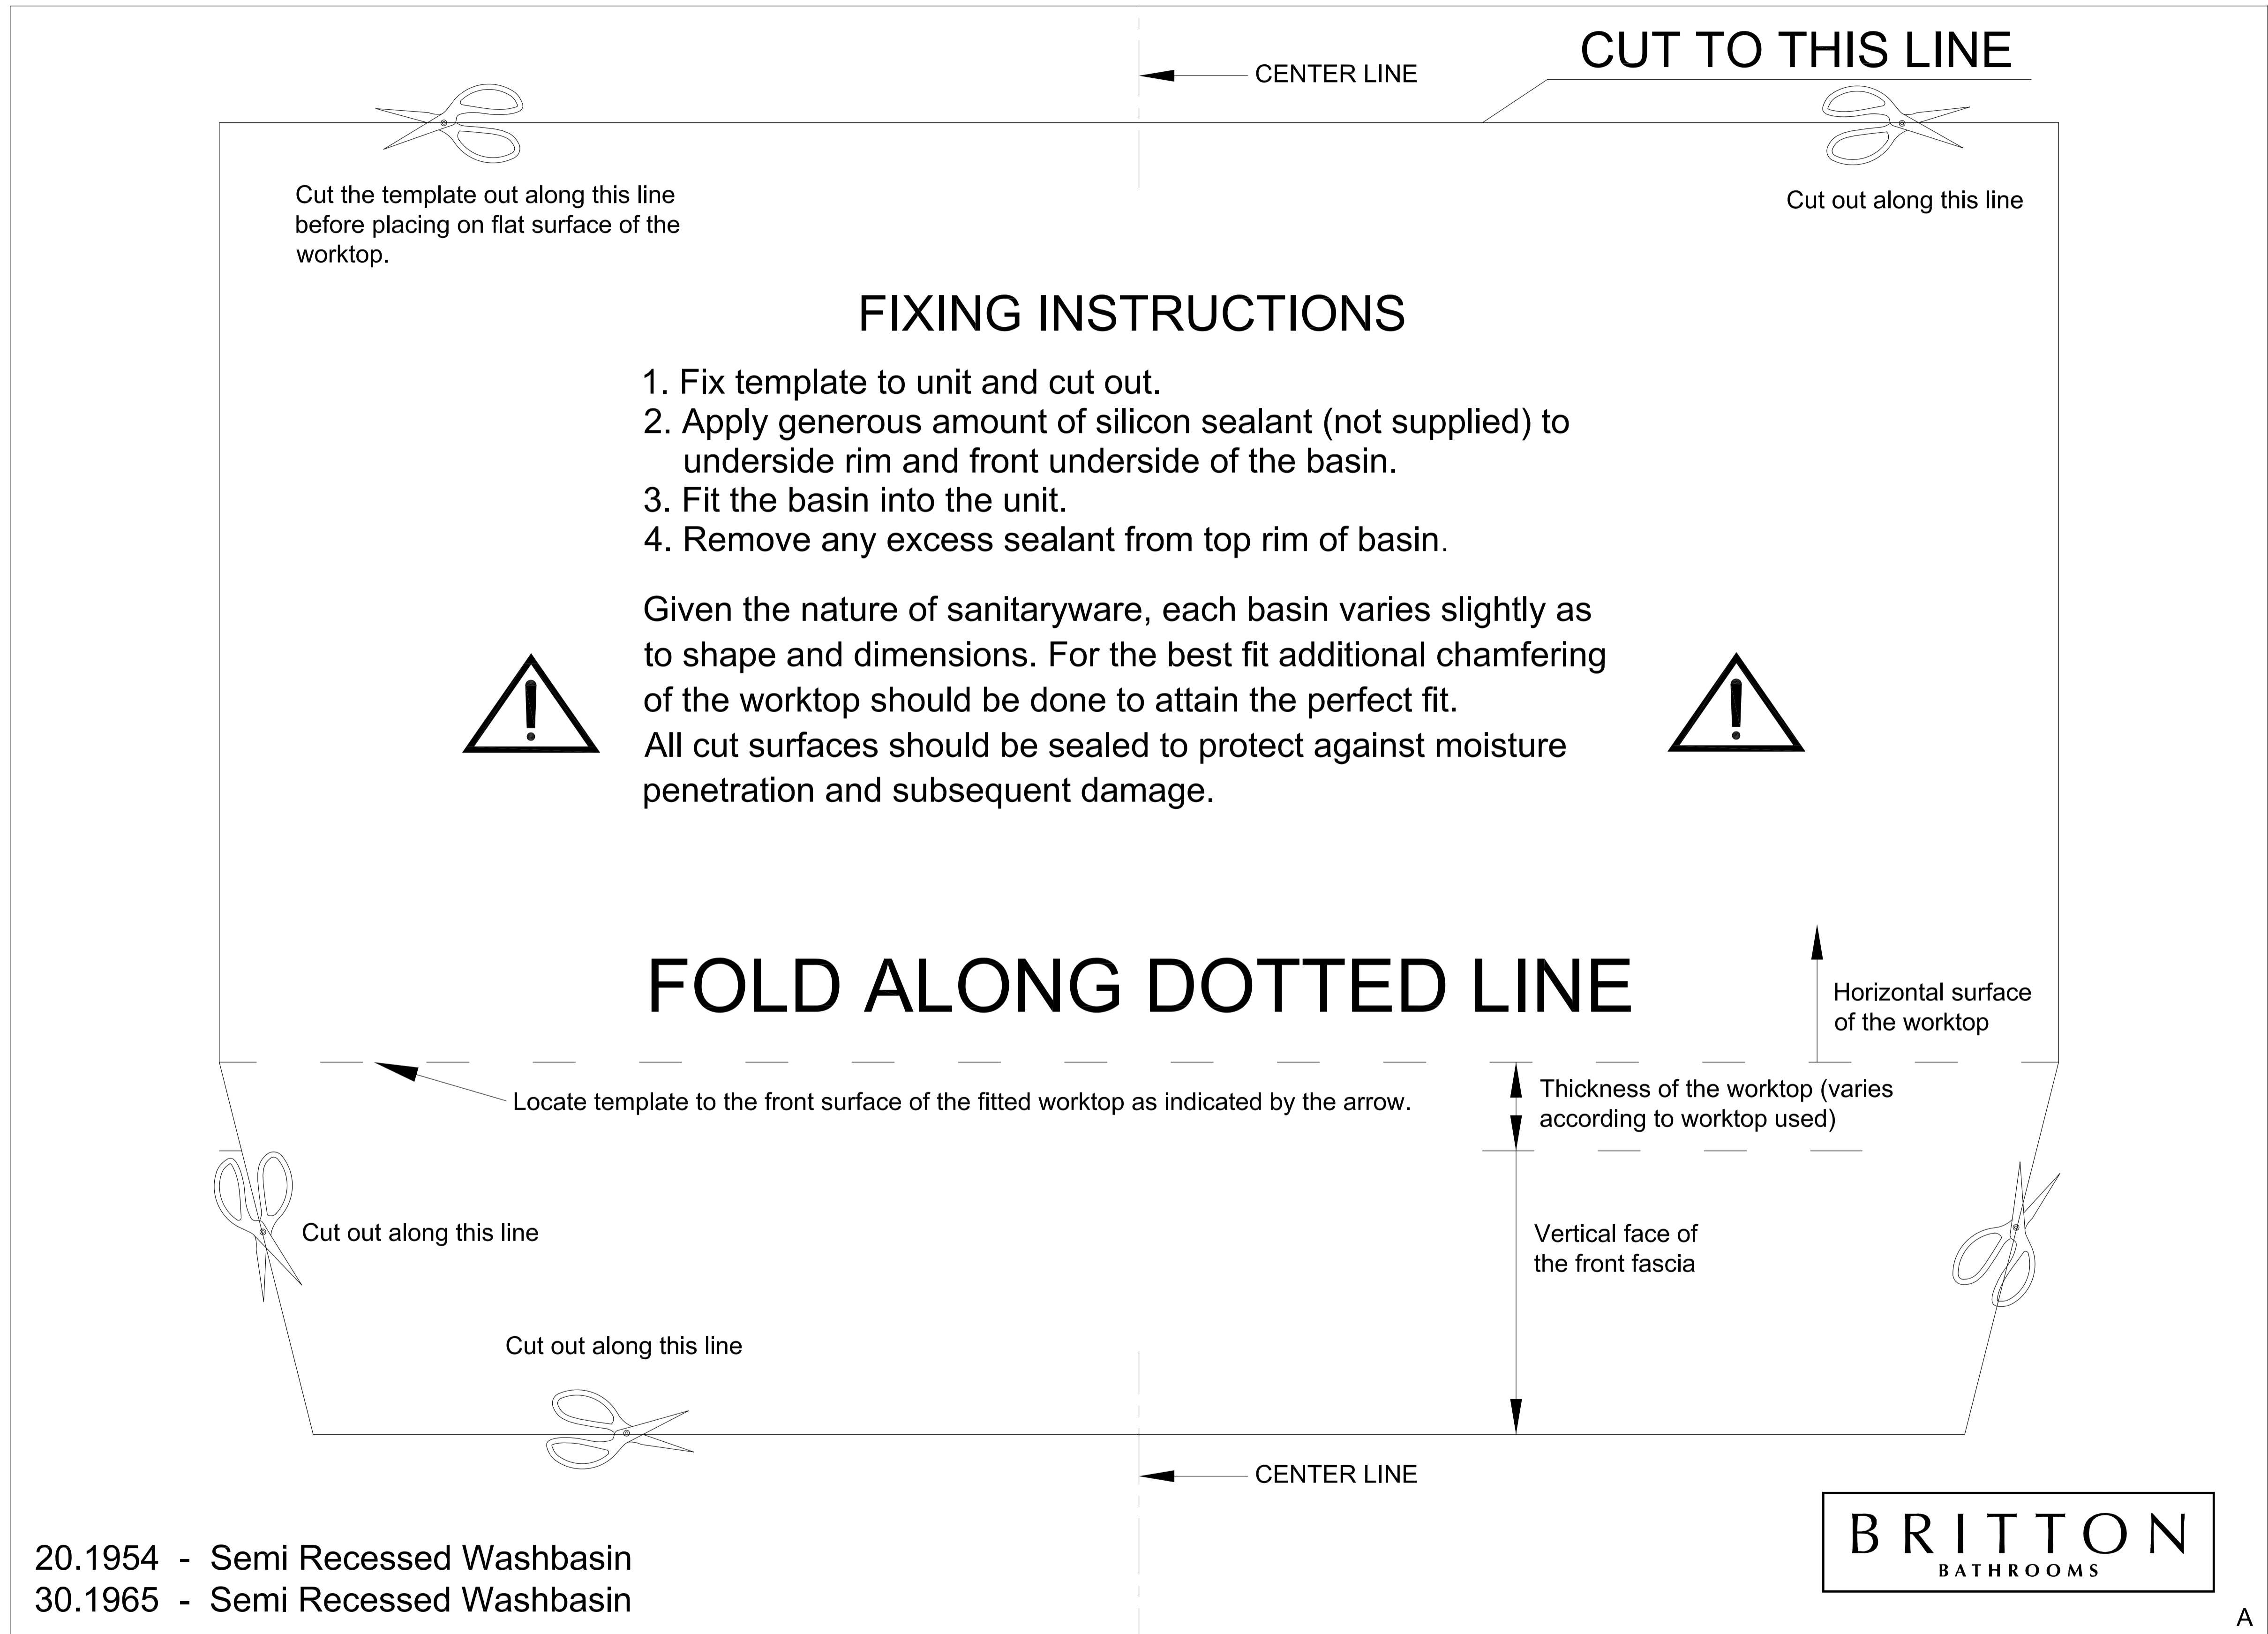 CUT TO THIS LINE
CENTER LINE
Cut the template out along this line
before placing on flat surface of the
worktop.
Cut out along this line
FIXING INSTRUCTIONS
1. Fix template to unit and cut out.
2. Apply generous amount of silicon sealant (not supplied) to
underside rim and front underside of the basin.
3. Fit the basin into the unit.
4. Remove any excess sealant from top rim of basin.
Given the nature of sanitaryware, each basin varies slightly as
to shape and dimensions. For the best fit additional chamfering
of the worktop should be done to attain the perfect fit.
All cut surfaces should be sealed to protect against moisture
penetration and subsequent damage.
FOLD ALONG DOTTED LINE
Horizontal surface
of the worktop
Locate template to the front surface of the fitted worktop as indicated by the arrow.
Thickness of the worktop (varies
according to worktop used)
Cut out along this line
Vertical face of
the front fascia
Cut out along this line
CENTER LINE
20.1954 - Semi Recessed Washbasin
30.1965 - Semi Recessed Washbasin
BRITTON
BATHROOMS
A